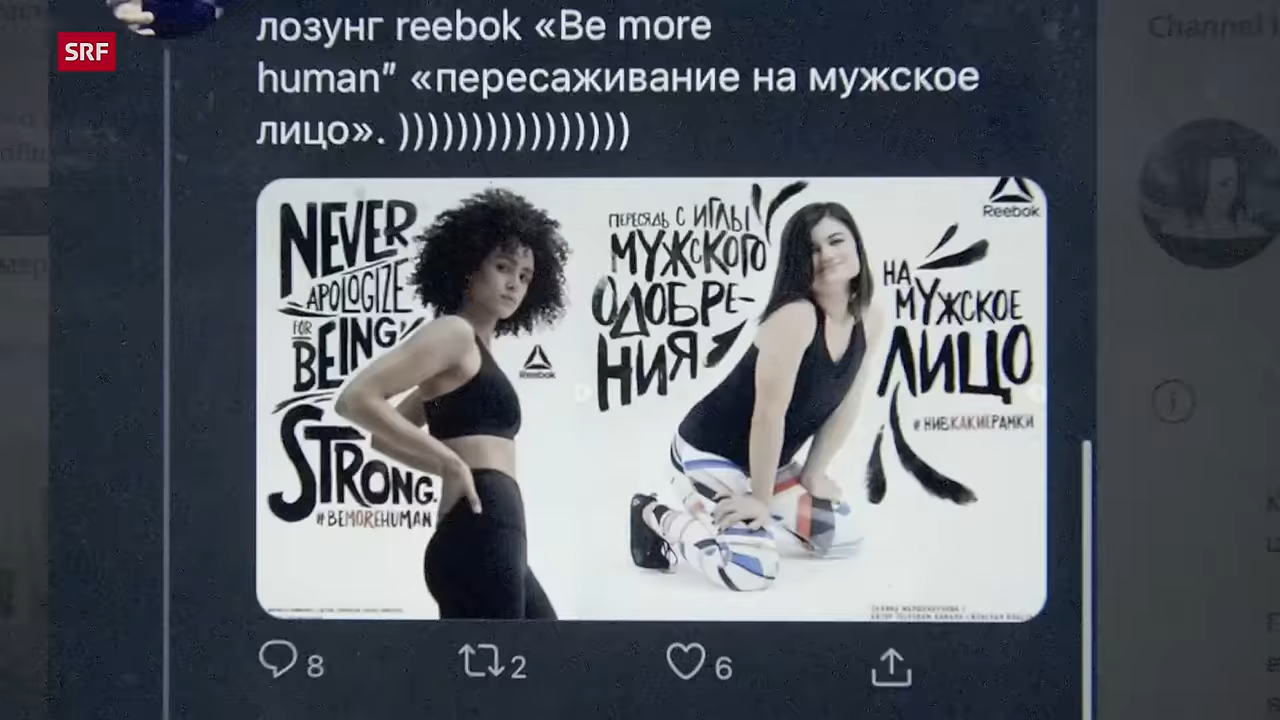 лозунг reebok «Be more
SRF
human” «пересаживание на мужское
лицо». ))))))))))))))))
NEVER
APOLOGIZE
FOR
BEING
STRONG.
#BEMOREHUMAN
Reebok
ПЕРЕСЯДЬ С ИГЛЫ
МУЖСКОГО
ОДОБРЕ-
НИЯ
Reebok
НА
МУЖСКОЕ
ЛИЦО
#НИВКАКИЕРАМКИ
8
2
6
Channel